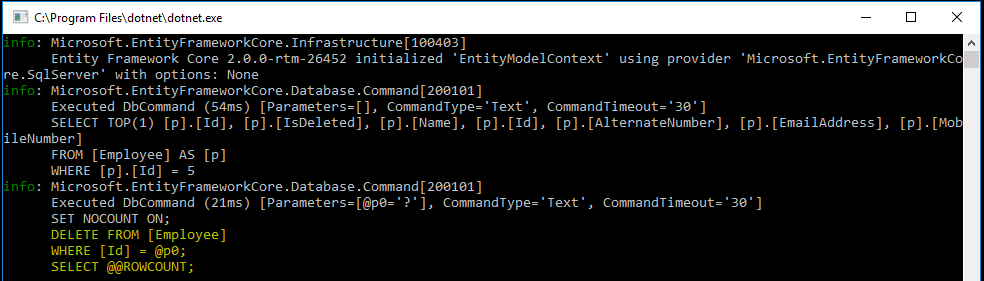 C:\Program Files\dotnet\dotnet.exe
info: Microsoft.EntityFrameworkCore.Infrastructure[100403]
      Entity Framework Core 2.0.0-rtm-26452 initialized 'EntityModelContext' using provider 'Microsoft.EntityFrameworkCo
re.SqlServer' with options: None
info: Microsoft.EntityFrameworkCore.Database.Command[200101]
      Executed DbCommand (54ms) [Parameters=[], CommandType='Text', CommandTimeout='30']
      SELECT TOP(1) [p].[Id], [p].[IsDeleted], [p].[Name], [p].[Id], [p].[AlternateNumber], [p].[EmailAddress], [p].[Mob
ileNumber]
      FROM [Employee] AS [p]
      WHERE [p].[Id] = 5
info: Microsoft.EntityFrameworkCore.Database.Command[200101]
      Executed DbCommand (21ms) [Parameters=[@p0='?'], CommandType='Text', CommandTimeout='30']
      SET NOCOUNT ON;
      DELETE FROM [Employee]
      WHERE [Id] = @p0;
      SELECT @@ROWCOUNT;